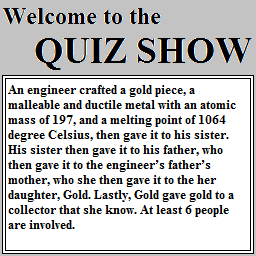 Welcome to the
QUIZ SHOW
An engineer crafted a gold piece, a
malleable and ductile metal with an atomic
mass of 197, and a melting point of 1064
degree Celsius, then gave it to his sister.
His sister then gave it to his father, who
then gave it to the engineer’s father’s
mother, who she then gave it to the her
daughter, Gold. Lastly, Gold gave gold to a
collector that she know. At least 6 people
are involved.